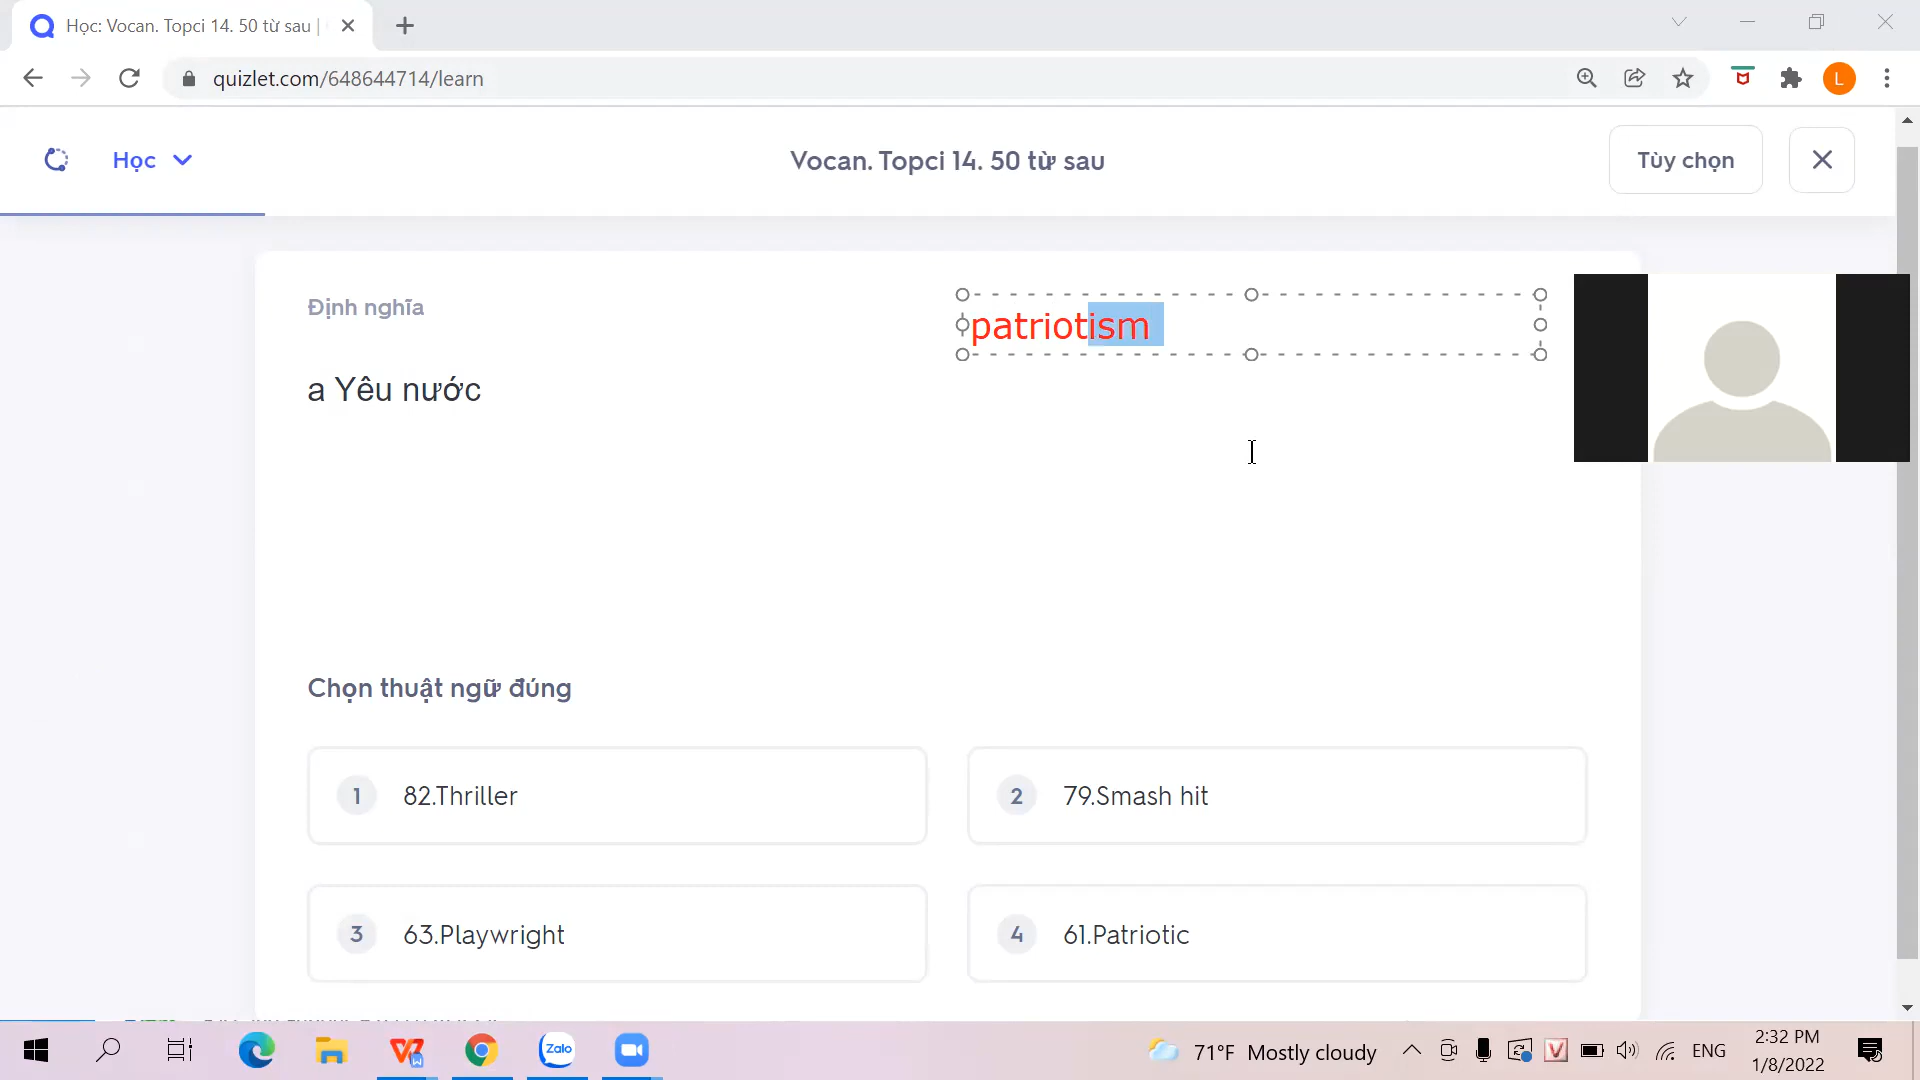 Học: Vocan. Topci 14. 50 từ sau |
quizlet.com/648644714/learn
L
Học
Vocan. Topci 14. 50 từ sau
Tùy chọn
Định nghĩa
patriotism
a Yêu nước
Chọn thuật ngữ đúng
1 82.Thriller
2 79.Smash hit
3 63.Playwright
4 61.Patriotic
Zalo
71°F Mostly cloudy
ENG
2:32 PM
1/8/2022